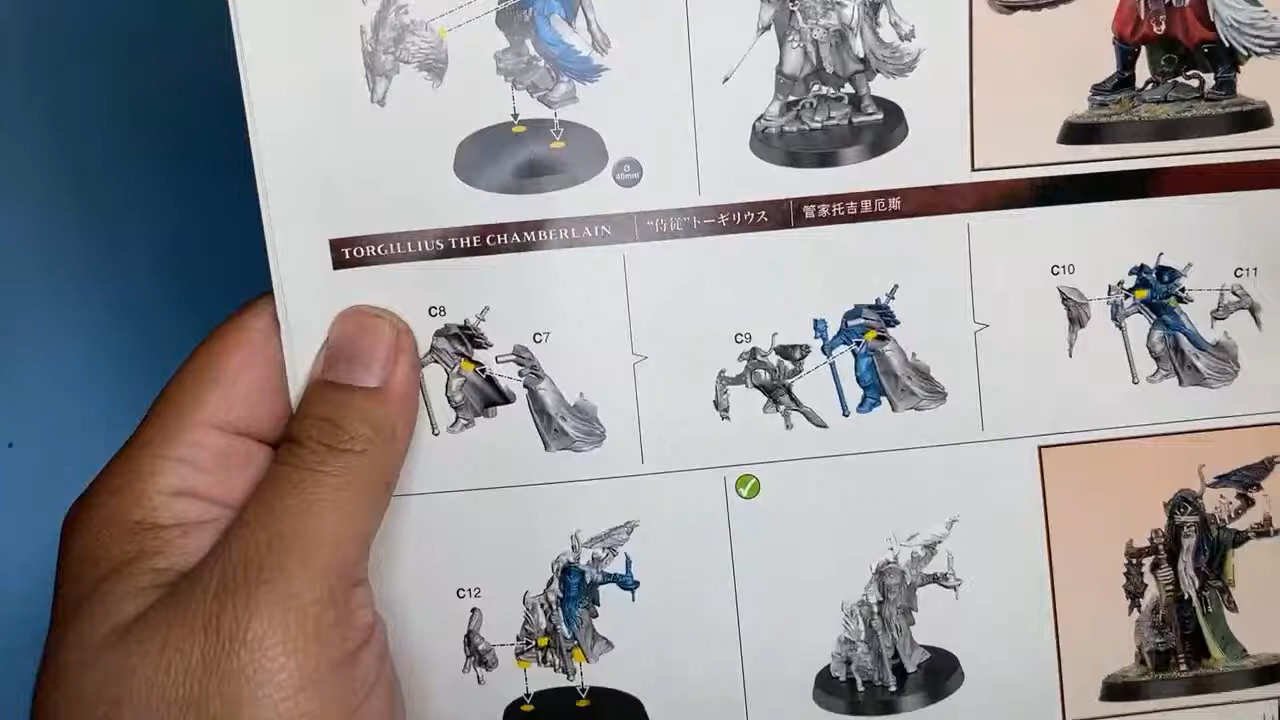 Ø
40mm
TORGILLIUS THE CHAMBERLAIN
“侍従”トーギリウス
管家托吉里厄斯
C8
C7
C9
C10
C11
C12